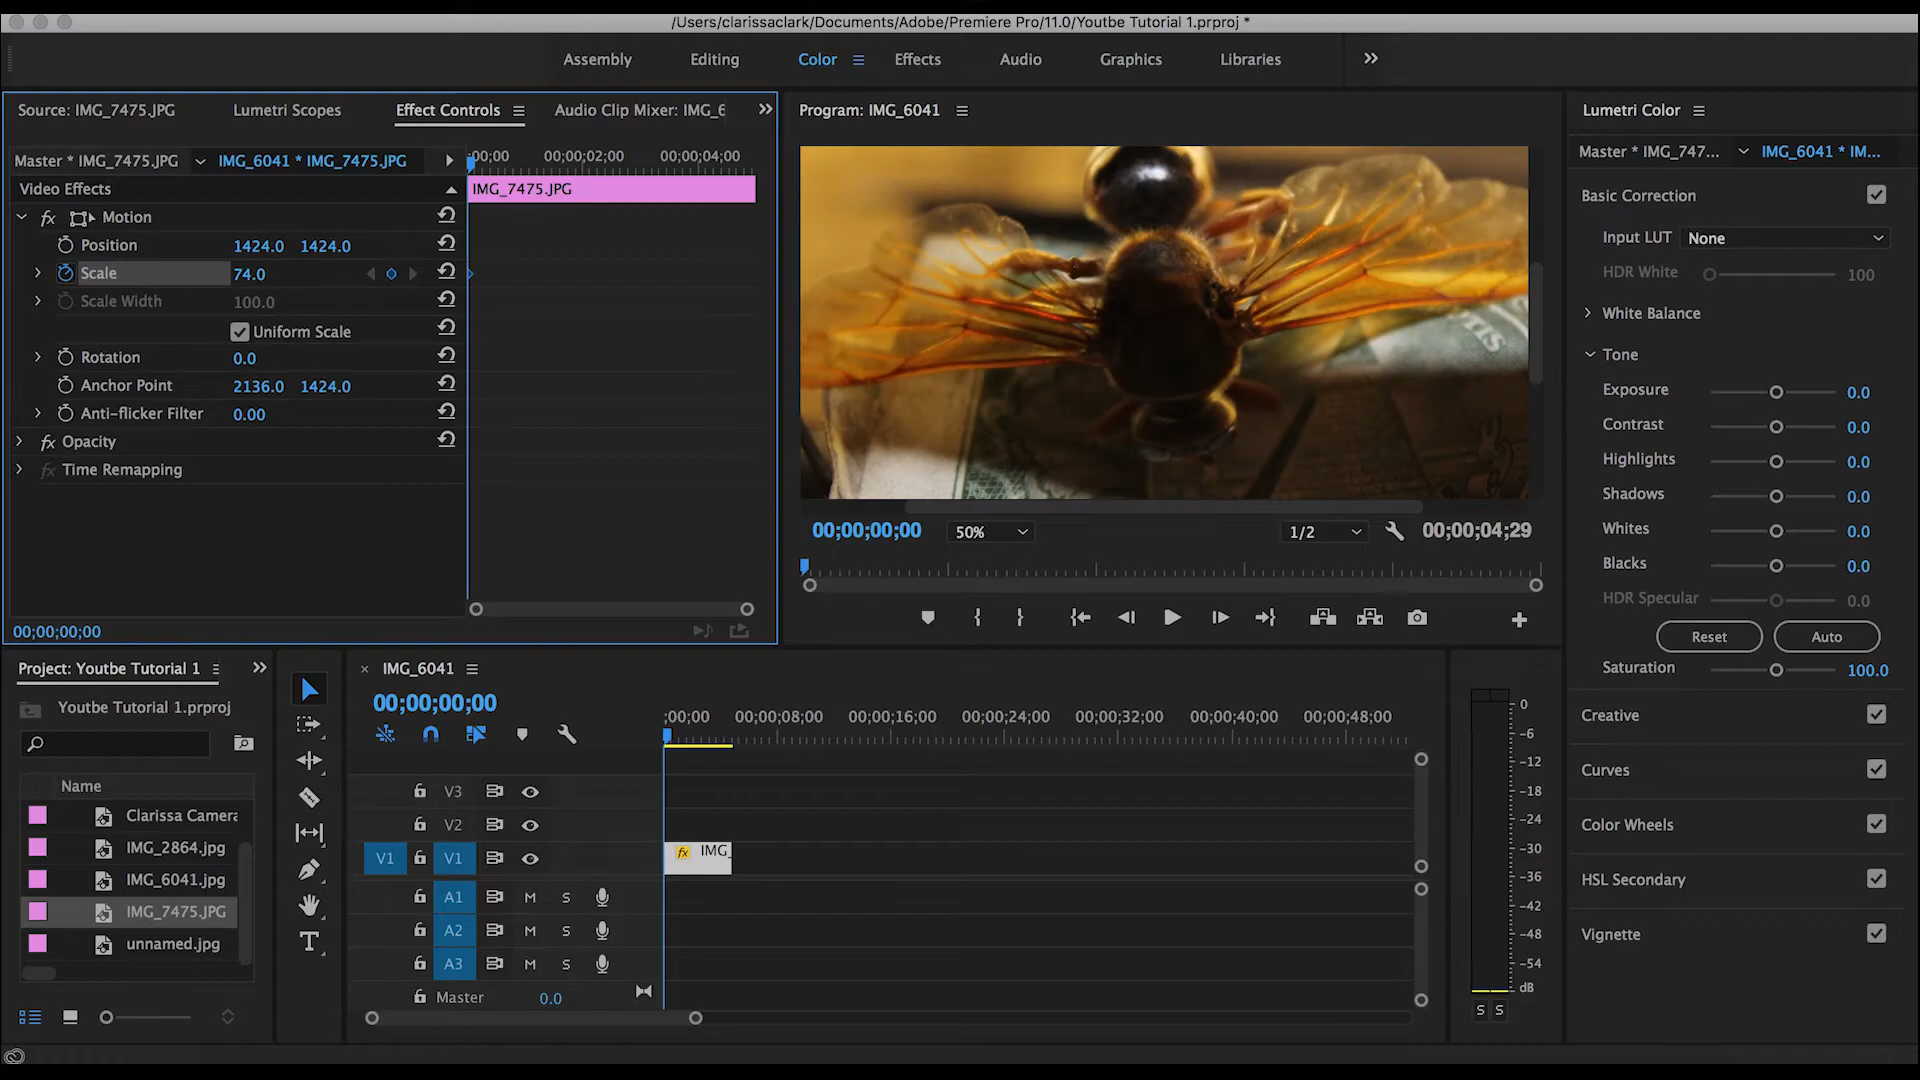 /Users/clarissaclark/Documents/Adobe/Premiere Pro/11.0/Youtbe Tutorial 1.prproj *
Assembly Editing Color Effects Audio Graphics Libraries
Source: IMG_7475.JPG Lumetri Scopes Effect Controls Audio Clip Mixer: IMG_6
Master * IMG_7475.JPG IMG_6041 * IMG_7475.JPG
:00;00 00;00;02;00 00;00;04;00
Video Effects
IMG_7475.JPG
fx Motion
Position 1424.0 1424.0
Scale 74.0
Scale Width 100.0
Uniform Scale
Rotation 0.0
Anchor Point 2136.0 1424.0
Anti-flicker Filter 0.00
fx Opacity
fx Time Remapping
00;00;00;00
Program: IMG_6041
00;00;00;00 50% 1/2 00;00;04;29
Lumetri Color
Master * IMG_747... IMG_6041 * IM...
Basic Correction
Input LUT None
HDR White 100
White Balance
Tone
Exposure 0.0
Contrast 0.0
Highlights 0.0
Shadows 0.0
Whites 0.0
Blacks 0.0
HDR Specular 0.0
Reset Auto
Saturation 100.0
Creative
Curves
Color Wheels
HSL Secondary
Vignette
Project: Youtbe Tutorial 1
Youtbe Tutorial 1.prproj
Name
Clarissa Camera
IMG_2864.jpg
IMG_6041.jpg
IMG_7475.JPG
unnamed.jpg
T
× IMG_6041
00;00;00;00
;00;00 00;00;08;00 00;00;16;00 00;00;24;00 00;00;32;00 00;00;40;00 00;00;48;00
V3
V2
V1 V1 fx IMG_
A1 M S
A2 M S
A3 M S
Master 0.0
0
-6
-12
-18
-24
-30
-36
-42
-48
-54
dB
S S